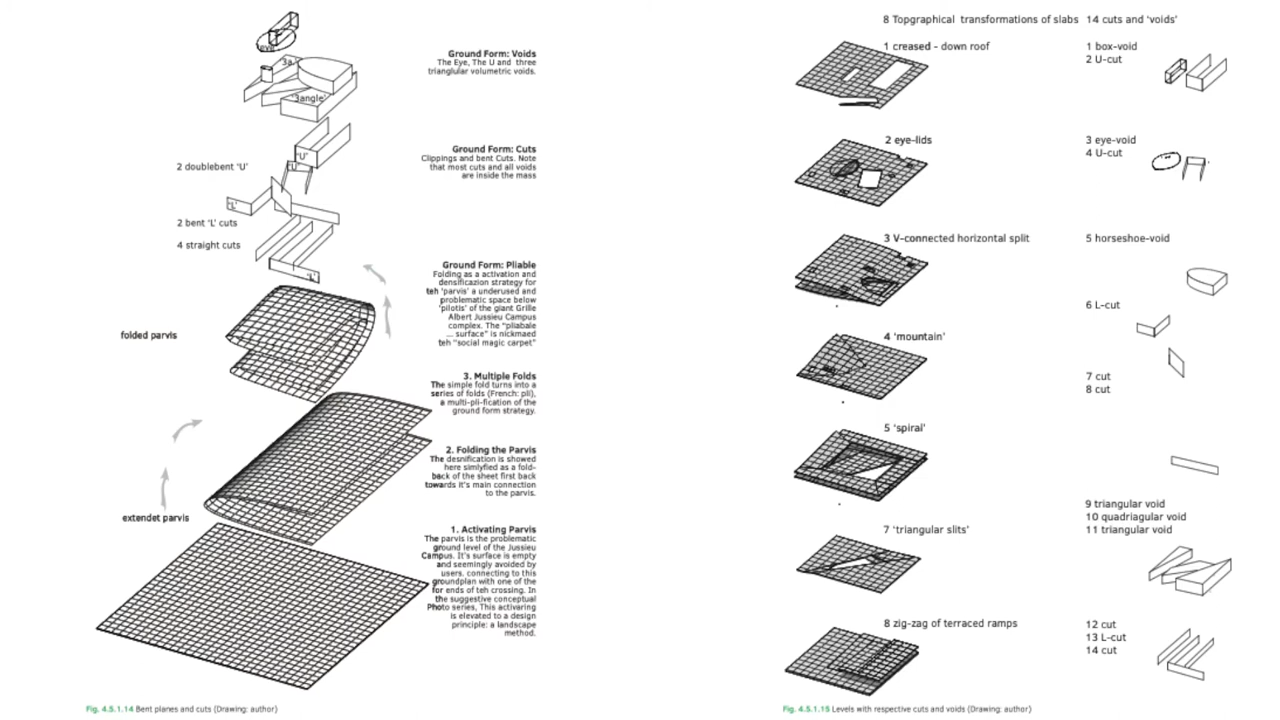 eye
3a
'3angle'
Ground Form: Voids
The Eye, The U and three
trianglular volumetric voids.
'U'
'U'
2 doublebent 'U'
Ground Form: Cuts
Clippings and bent Cuts. Note
that most cuts and all voids
are inside the mass
'L'
2 bent 'L' cuts
4 straight cuts
'L'
Ground Form: Pliable
Folding as a activation and
densificazion strategy for
teh 'parvis' a underused and
problematic space below
'pilotis' of the giant Grille
Albert Jussieu Campus
complex. The "pliabale
... surface" is nickmaed
teh "social magic carpet"
folded parvis
3. Multiple Folds
The simple fold turns into a
series of folds (French: pli),
a multi-pli-fication of the
ground form strategy.
2. Folding the Parvis
The desnification is showed
here simlyfied as a fold-
back of the sheet first back
towards it's main connection
to the parvis.
extendet parvis
1. Activating Parvis
The parvis is the problematic
ground level of the Jussieu
Campus. It's surface is empty
and seemingly avoided by
users. connecting to this
groundplan with one of the
for ends of teh crossing. In
the suggestive conceptual
Photo series, This activaring
is elevated to a design
principle: a landscape
method.
Fig. 4.5.1.14 Bent planes and cuts (Drawing: author)
8 Topgraphical transformations of slabs 14 cuts and 'voids'
1 creased - down roof
1 box-void
2 U-cut
2 eye-lids
3 eye-void
4 U-cut
3 V-connected horizontal split
5 horseshoe-void
6 L-cut
4 'mountain'
7 cut
8 cut
5 'spiral'
9 triangular void
10 quadriagular void
11 triangular void
7 'triangular slits'
8 zig-zag of terraced ramps
12 cut
13 L-cut
14 cut
Fig. 4.5.1.15 Levels with respective cuts and voids (Drawing: author)